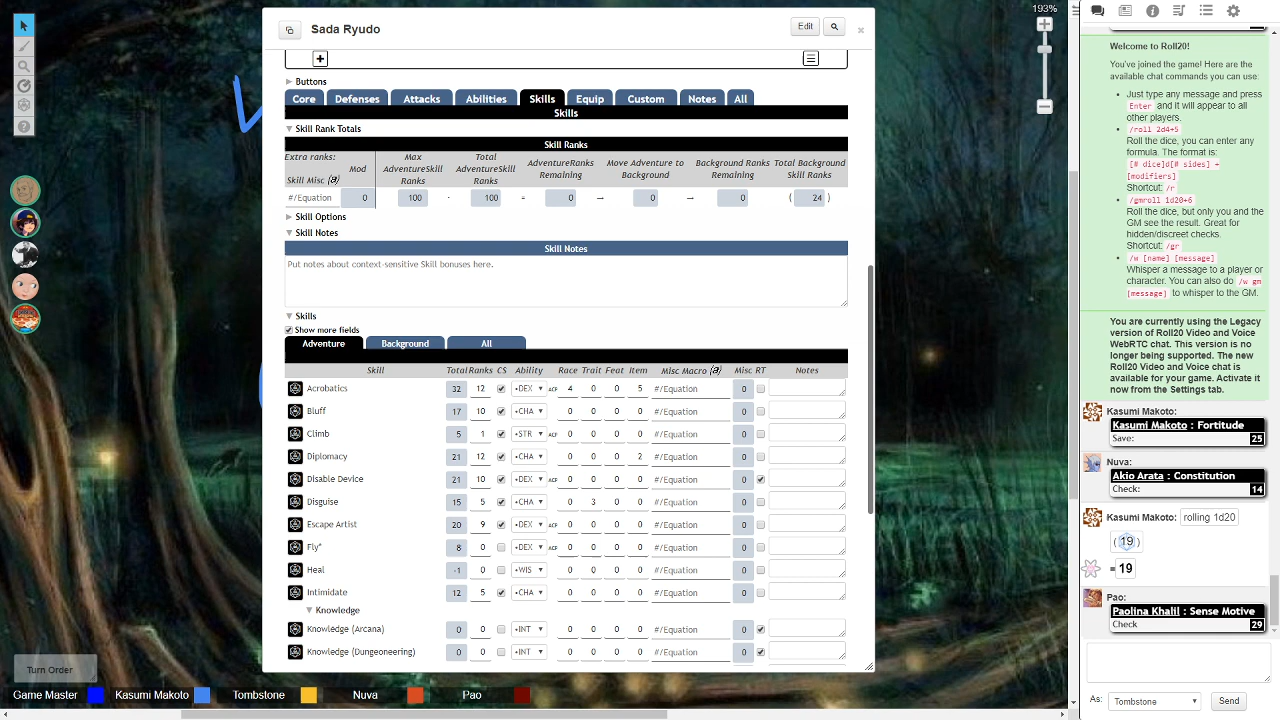 Sada Ryudo
Edit
193%
Buttons
Core Defenses Attacks Abilities Skills Equip Custom Notes All
Skills
Skill Rank Totals
Skill Ranks
Extra ranks:
Skill Misc (@) Mod Max AdventureSkill Ranks Total AdventureSkill Ranks AdventureRanks Remaining Move Adventure to Background Background Ranks Remaining Total Background Skill Ranks
#/Equation 0 100 - 100 = 0 → 0 → 0 ( 24 )
Skill Options
Skill Notes
Skill Notes
Put notes about context-sensitive Skill bonuses here.
Skills
Show more fields
Adventure Background All
Skill Total Ranks CS Ability Race Trait Feat Item Misc Macro (@) Misc RT Notes
Acrobatics 32 12 +DEX ACP 4 0 0 5 #/Equation 0
Bluff 17 10 +CHA 0 0 0 0 #/Equation 0
Climb 5 1 +STR ACP 0 0 0 0 #/Equation 0
Diplomacy 21 12 +CHA 0 0 0 2 #/Equation 0
Disable Device 21 10 +DEX ACP 0 0 0 0 #/Equation 0
Disguise 15 5 +CHA 0 3 0 0 #/Equation 0
Escape Artist 20 9 +DEX ACP 0 0 0 0 #/Equation 0
Fly* 8 0 +DEX ACP 0 0 0 0 #/Equation 0
Heal -1 0 +WIS 0 0 0 0 #/Equation 0
Intimidate 12 5 +CHA 0 0 0 0 #/Equation 0
Knowledge
Knowledge (Arcana) 0 0 +INT 0 0 0 0 #/Equation 0
Knowledge (Dungeoneering) 0 0 +INT 0 0 0 0 #/Equation 0
Turn Order
Game Master Kasumi Makoto Tombstone Nuva Pao
Welcome to Roll20!
You've joined the game! Here are the
available chat commands you can use:
Just type any message and press
Enter and it will appear to all
other players.
/roll 2d4+5
Roll the dice, you can enter any
formula. The format is:
[# dice]d[# sides] +
[modifiers]
Shortcut: /r
/gmroll 1d20+6
Roll the dice, but only you and the
GM see the result. Great for
hidden/discreet checks.
Shortcut: /gr
/w [name] [message]
Whisper a message to a player or
character. You can also do /w gm
[message] to whisper to the GM.
You are currently using the Legacy
version of Roll20 Video and Voice
WebRTC chat. This version is no
longer being supported. The new
Roll20 Video and Voice chat is
available for your game. Activate it
now from the Settings tab.
Kasumi Makoto:
Kasumi Makoto : Fortitude
Save: 25
Nuva:
Akio Arata : Constitution
Check: 14
Kasumi Makoto: rolling 1d20
(19)
=19
Pao:
Paolina Khalil : Sense Motive
Check 29
As: Tombstone Send